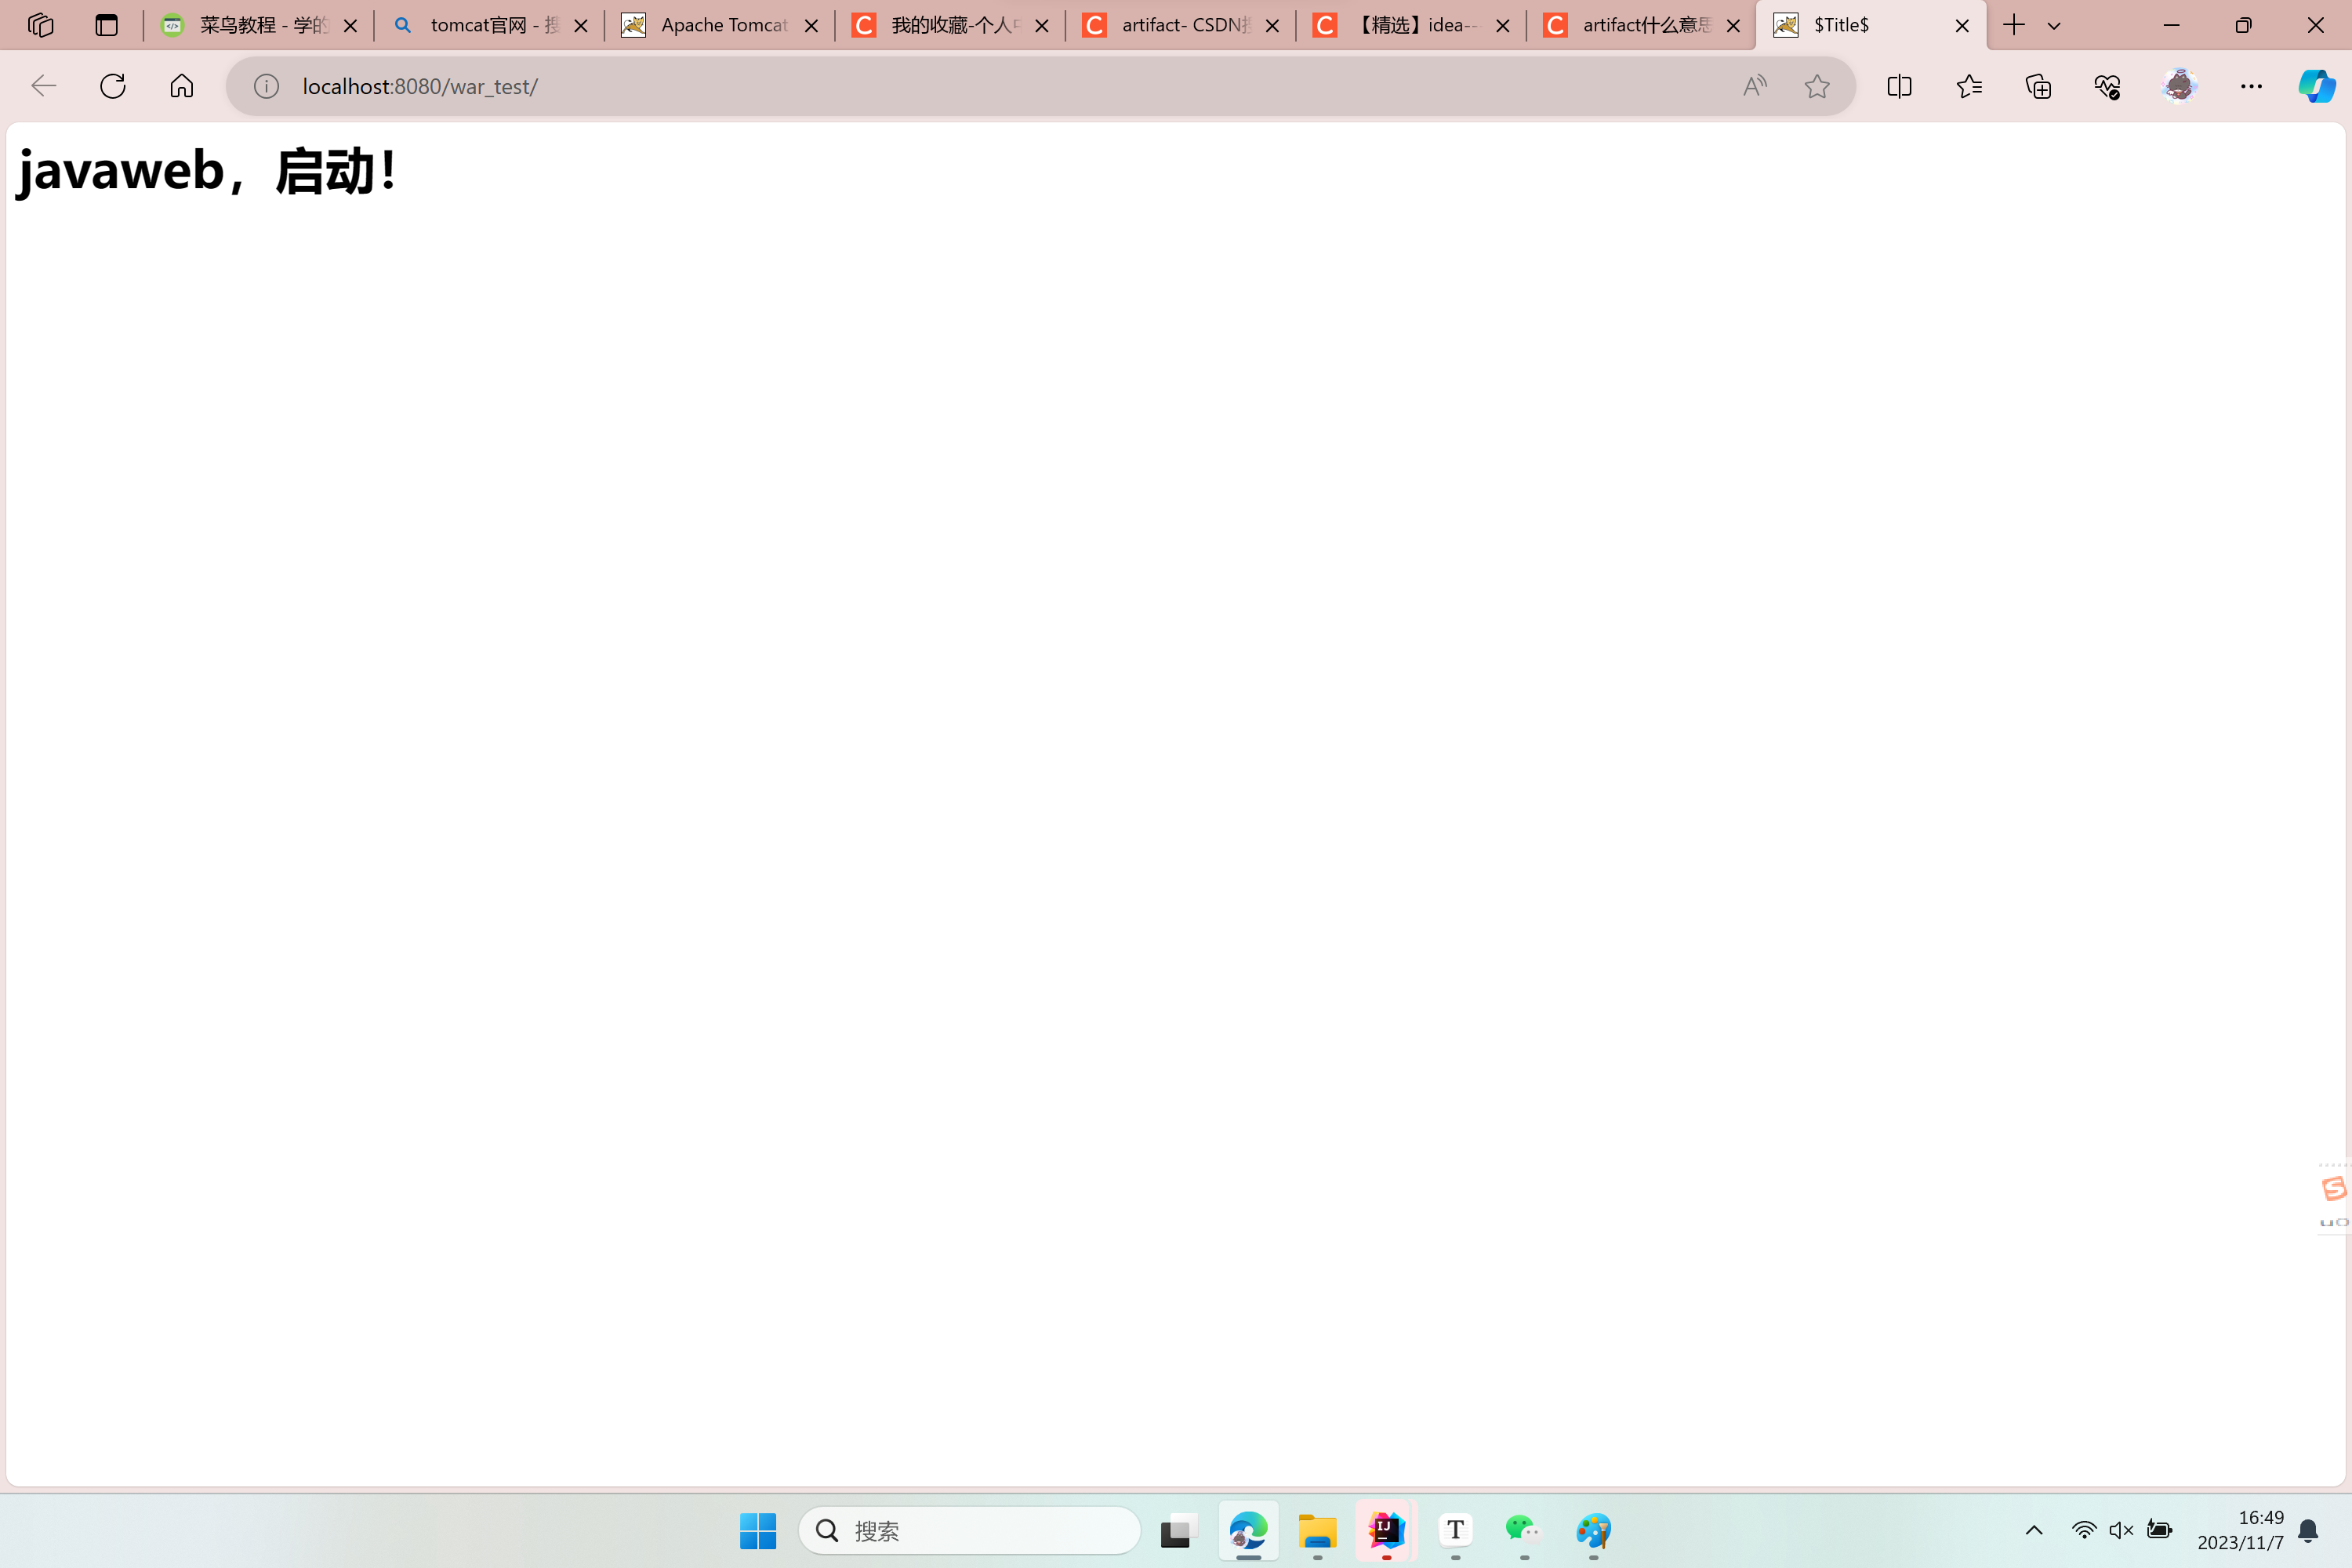 菜鸟教程 - 学的
tomcat官网 - 搜
Apache Tomcat
我的收藏-个人中
artifact- CSDN搜
【精选】idea--
artifact什么意思
$Title$
localhost:8080/war_test/
javaweb，启动！
搜索
16:49
2023/11/7